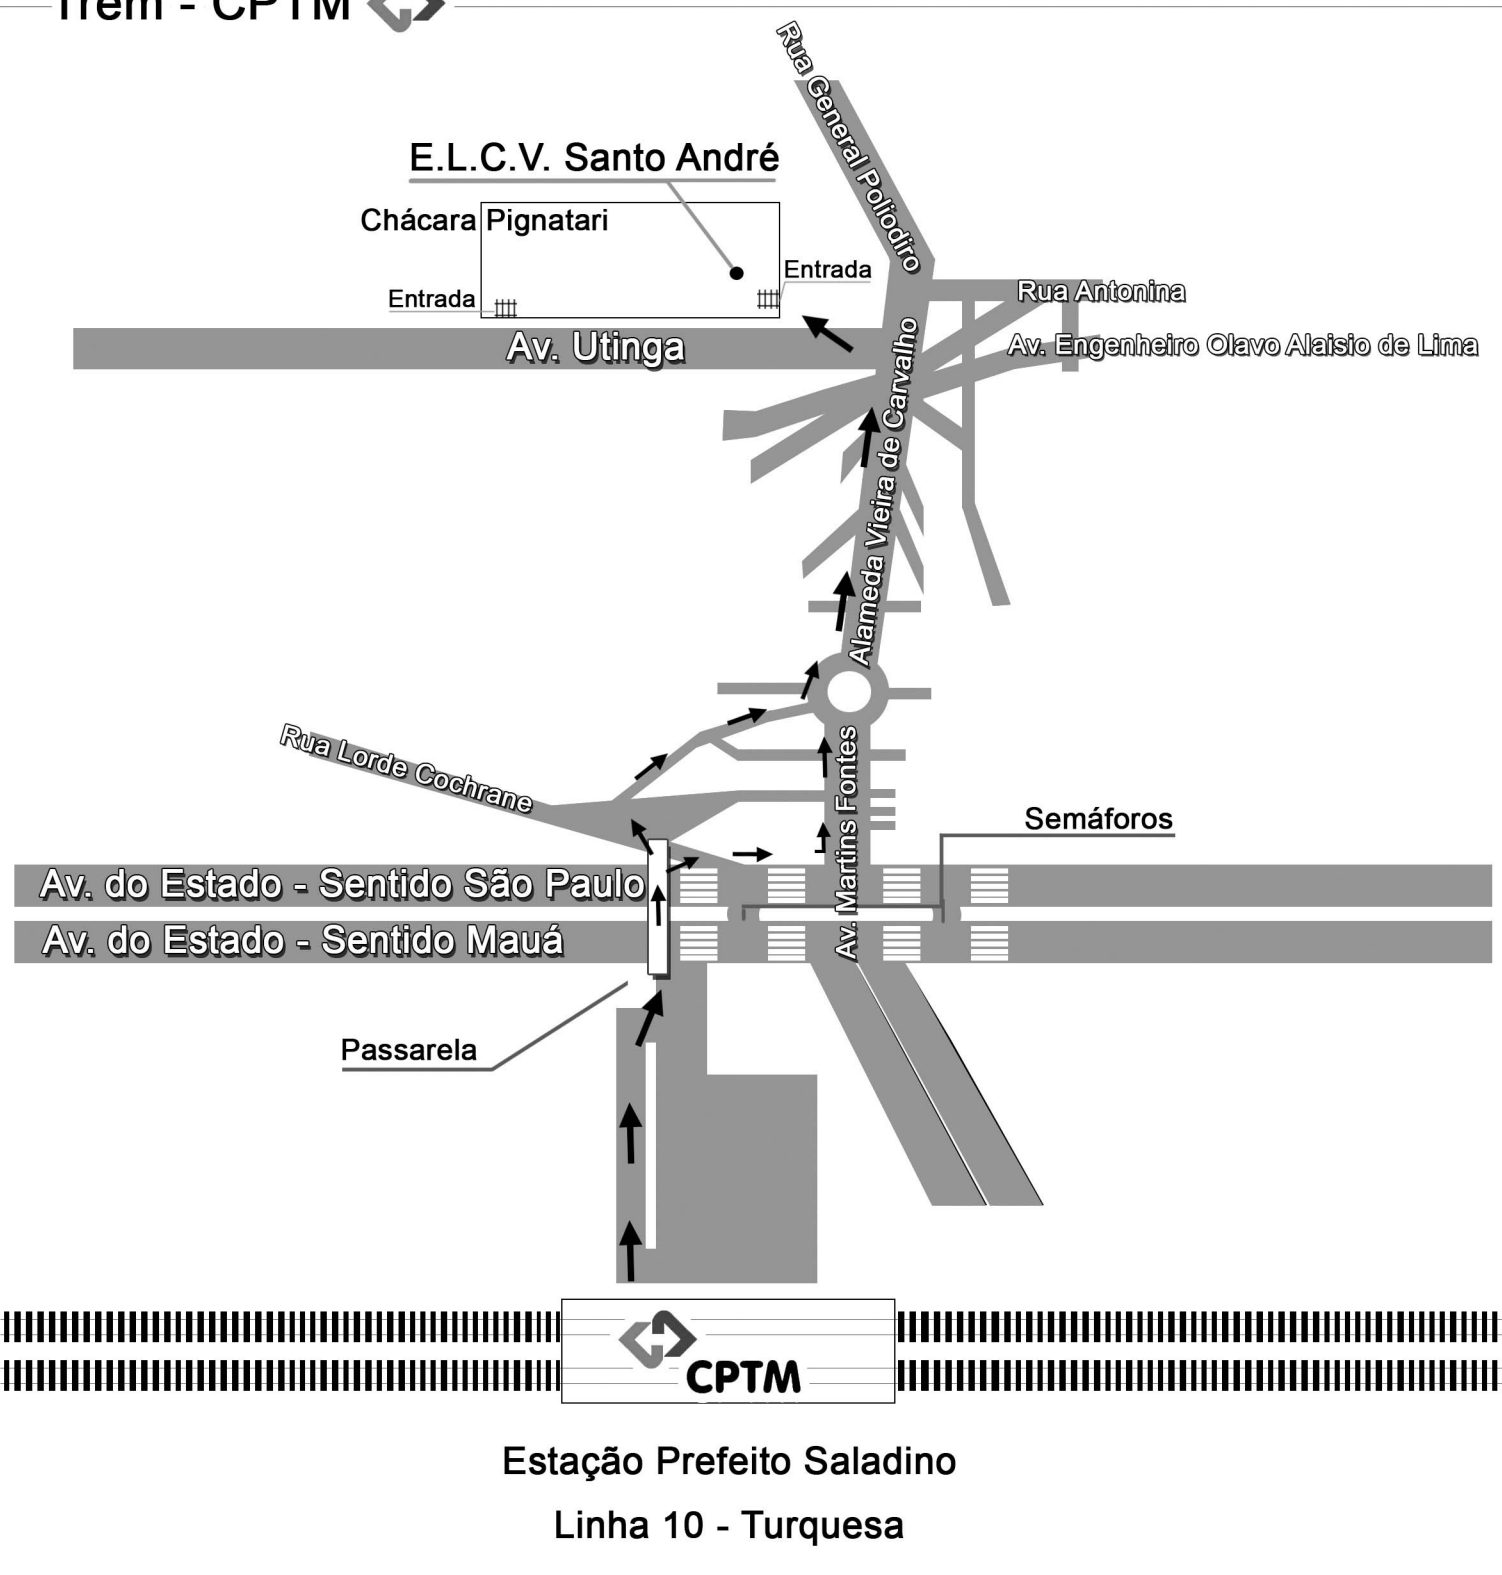 Trem - CPTM
Rua General Poliodiro
E.L.C.V. Santo André
Chácara Pignatari
Entrada
Entrada
Rua Antonina
Av. Utinga
Av. Engenheiro Olavo Alaisio de Lima
Alameda Vieira de Carvalho
Rua Lorde Cochrane
Av. Martins Fontes
Semáforos
Av. do Estado - Sentido São Paulo
Av. do Estado - Sentido Mauá
Passarela
CPTM
Estação Prefeito Saladino
Linha 10 - Turquesa